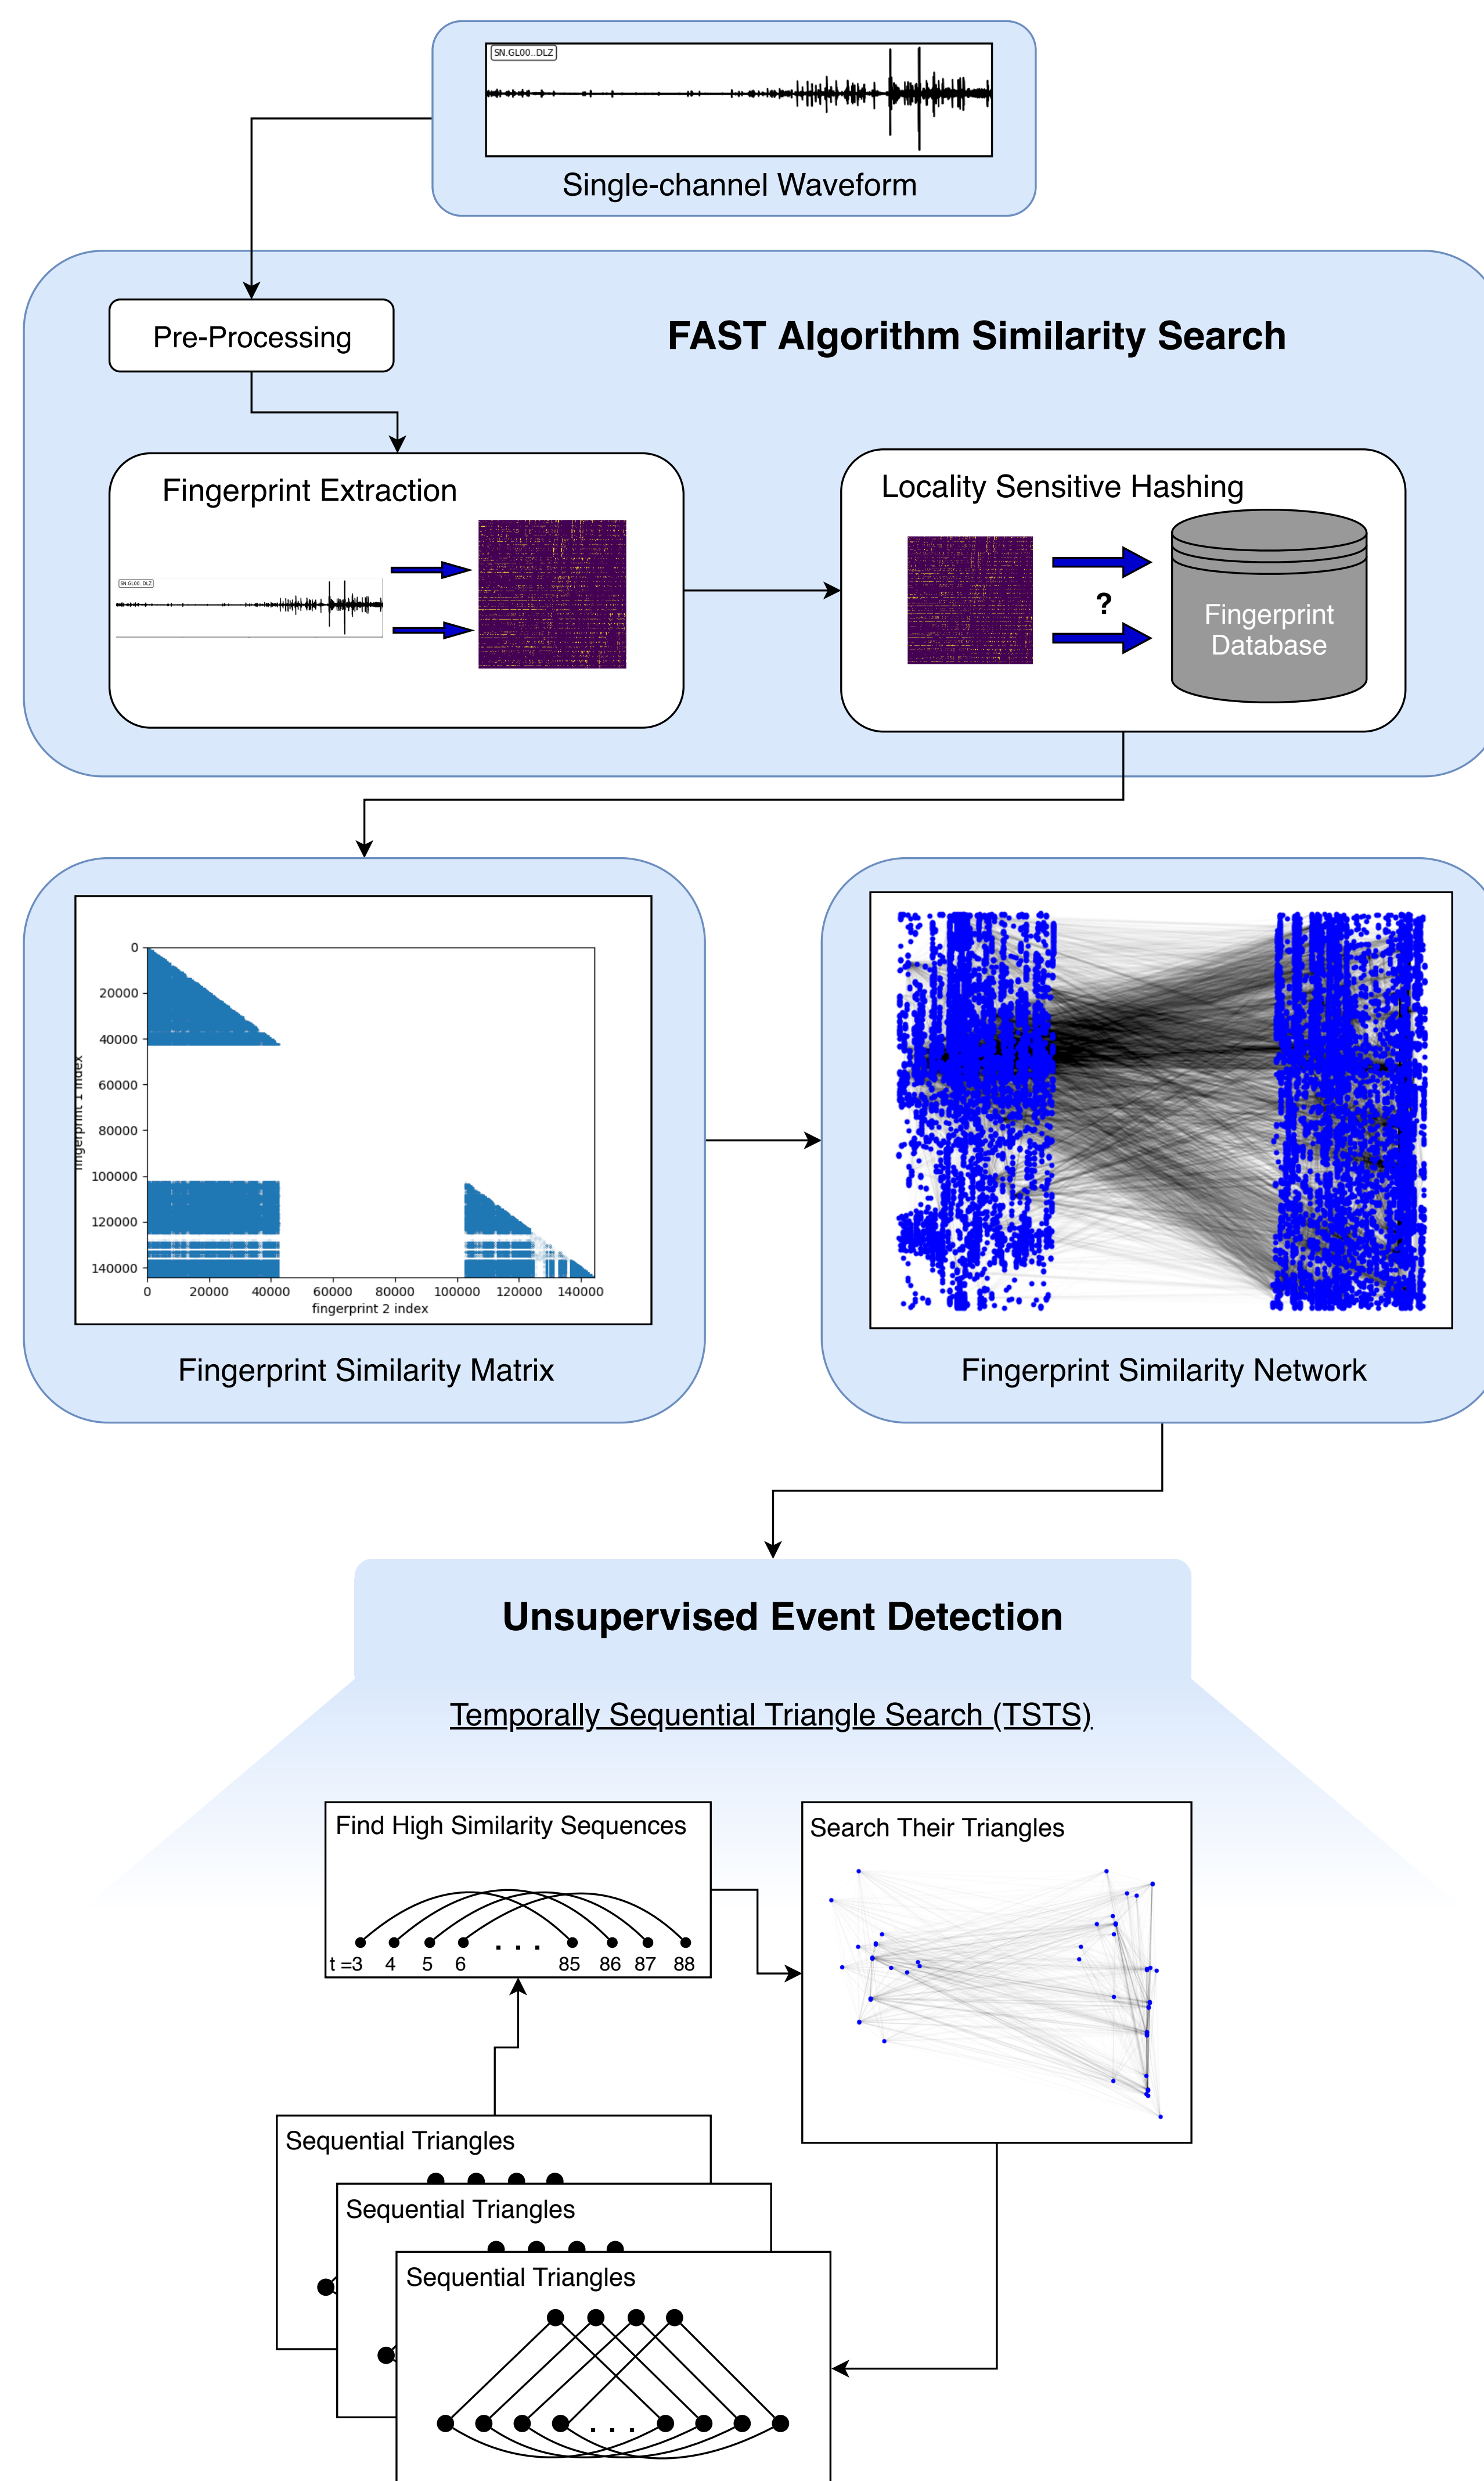 SN.GL00..DLZ
Single-channel Waveform
Pre-Processing
FAST Algorithm Similarity Search
Fingerprint Extraction
SN.GL00..DLZ
Locality Sensitive Hashing
?
Fingerprint
Database
0
20000
40000
60000
80000
100000
120000
140000
fingerprint 1 index
0 20000 40000 60000 80000 100000 120000 140000
fingerprint 2 index
Fingerprint Similarity Matrix
Fingerprint Similarity Network
Unsupervised Event Detection
Temporally Sequential Triangle Search (TSTS)
Find High Similarity Sequences
. . .
t =3 4 5 6 85 86 87 88
Search Their Triangles
Sequential Triangles
Sequential Triangles
Sequential Triangles
. . .